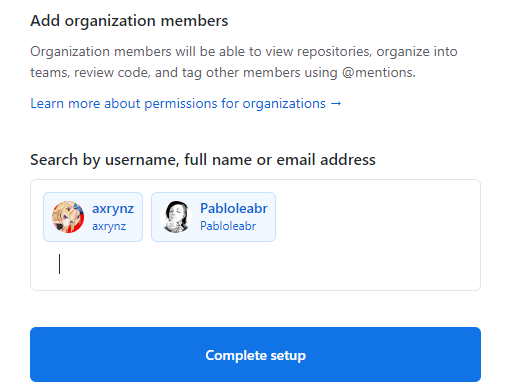 Add organization members
Organization members will be able to view repositories, organize into
teams, review code, and tag other members using @mentions.
Learn more about permissions for organizations →
Search by username, full name or email address
axrynz
axrynz
Pabloleabr
Pabloleabr
Complete setup